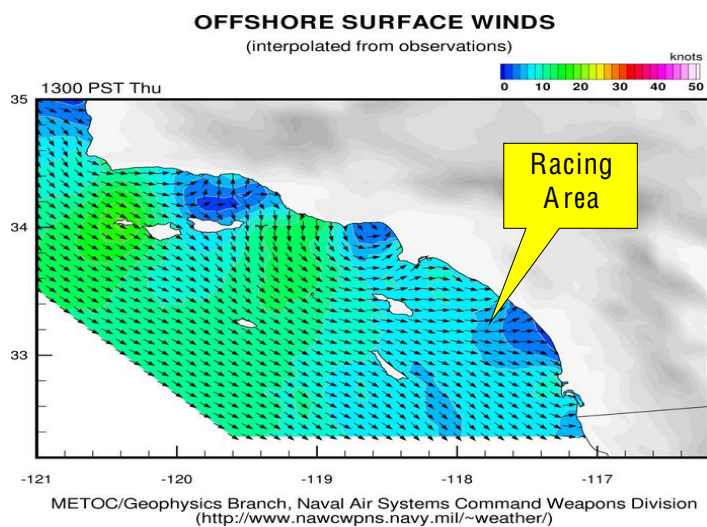 OFFSHORE SURFACE WINDS
(interpolated from observations)
knots
1300 PST Thu
0 10 20 30 40 50
35
34
33
Racing
Area
-121 -120 -119 -118 -117
METOC/Geophysics Branch, Naval Air Systems Command Weapons Division
(http://www.nawcwpns.navy.mil/~weather/)